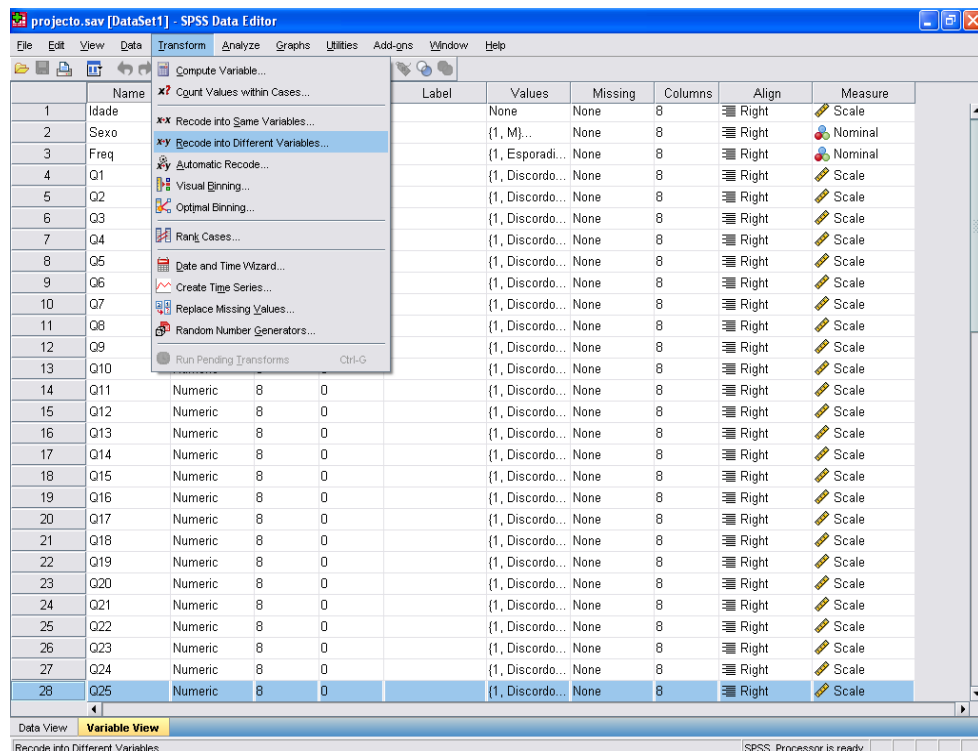 projecto.sav [DataSet1] - SPSS Data Editor
File Edit View Data Transform Analyze Graphs Utilities Add-ons Window Help
Compute Variable...
Count Values within Cases...
Recode into Same Variables...
Recode into Different Variables...
Automatic Recode...
Visual Binning...
Optimal Binning...
Rank Cases...
Date and Time Wizard...
Create Time Series...
Replace Missing Values...
Random Number Generators...
Run Pending Transforms Ctrl-G
Name Label Values Missing Columns Align Measure
1 Idade None None 8 Right Scale
2 Sexo {1, M}... None 8 Right Nominal
3 Freq {1, Esporadi... None 8 Right Nominal
4 Q1 {1, Discordo... None 8 Right Scale
5 Q2 {1, Discordo... None 8 Right Scale
6 Q3 {1, Discordo... None 8 Right Scale
7 Q4 {1, Discordo... None 8 Right Scale
8 Q5 {1, Discordo... None 8 Right Scale
9 Q6 {1, Discordo... None 8 Right Scale
10 Q7 {1, Discordo... None 8 Right Scale
11 Q8 {1, Discordo... None 8 Right Scale
12 Q9 {1, Discordo... None 8 Right Scale
13 Q10 {1, Discordo... None 8 Right Scale
14 Q11 Numeric 8 0 {1, Discordo... None 8 Right Scale
15 Q12 Numeric 8 0 {1, Discordo... None 8 Right Scale
16 Q13 Numeric 8 0 {1, Discordo... None 8 Right Scale
17 Q14 Numeric 8 0 {1, Discordo... None 8 Right Scale
18 Q15 Numeric 8 0 {1, Discordo... None 8 Right Scale
19 Q16 Numeric 8 0 {1, Discordo... None 8 Right Scale
20 Q17 Numeric 8 0 {1, Discordo... None 8 Right Scale
21 Q18 Numeric 8 0 {1, Discordo... None 8 Right Scale
22 Q19 Numeric 8 0 {1, Discordo... None 8 Right Scale
23 Q20 Numeric 8 0 {1, Discordo... None 8 Right Scale
24 Q21 Numeric 8 0 {1, Discordo... None 8 Right Scale
25 Q22 Numeric 8 0 {1, Discordo... None 8 Right Scale
26 Q23 Numeric 8 0 {1, Discordo... None 8 Right Scale
27 Q24 Numeric 8 0 {1, Discordo... None 8 Right Scale
28 Q25 Numeric 8 0 {1, Discordo... None 8 Right Scale
Data View Variable View
Recode into Different Variables SPSS Processor is ready